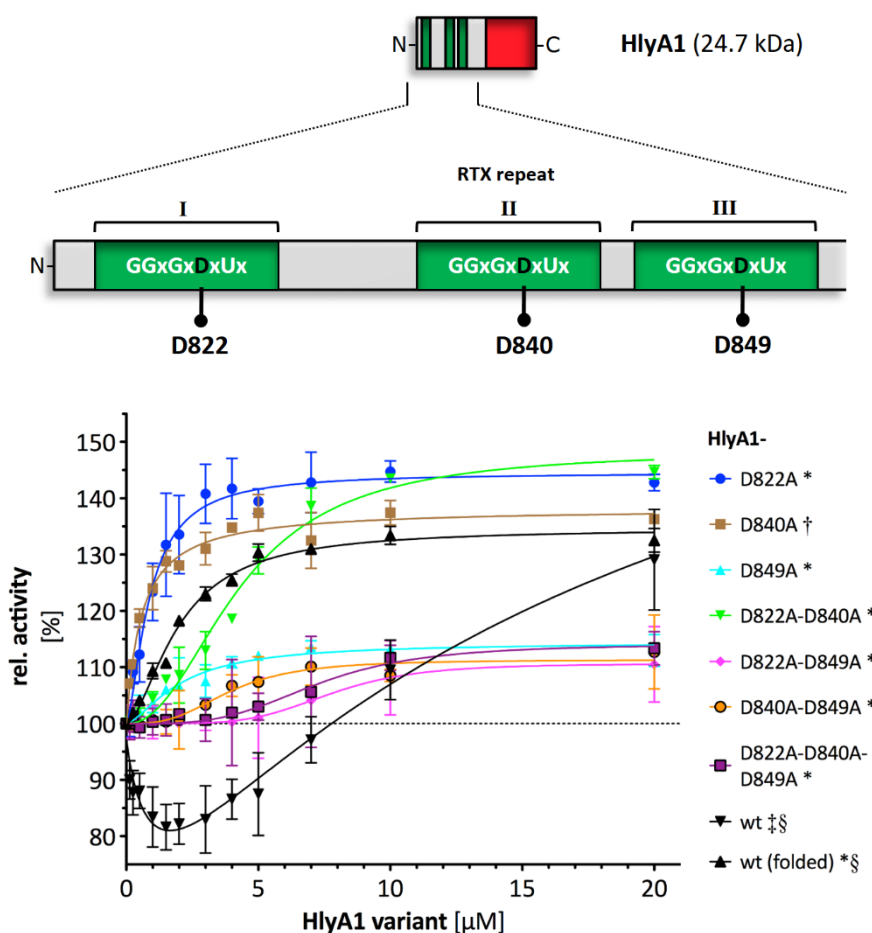 N
C
HlyA1 (24.7 kDa)
RTX repeat
I
II
III
N
GGxGxDxUx
GGxGxDxUx
GGxGxDxUx
D822
D840
D849
rel. activity
[%]
150
140
130
120
110
100
90
80
0
5
10
15
20
HlyA1 variant [µM]
HlyA1-
D822A *
D840A †
D849A *
D822A-D840A *
D822A-D849A *
D840A-D849A *
D822A-D840A-
D849A *
wt ‡§
wt (folded) *§